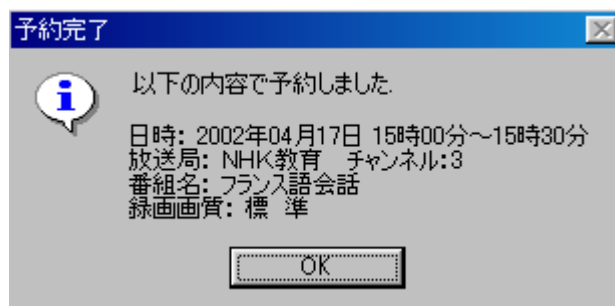 予約完了
以下の内容で予約しました.
日時: 2002年04月17日 15時00分～15時30分
放送局: NHK教育　チャンネル:3
番組名: フランス語会話
録画画質: 標 準
OK